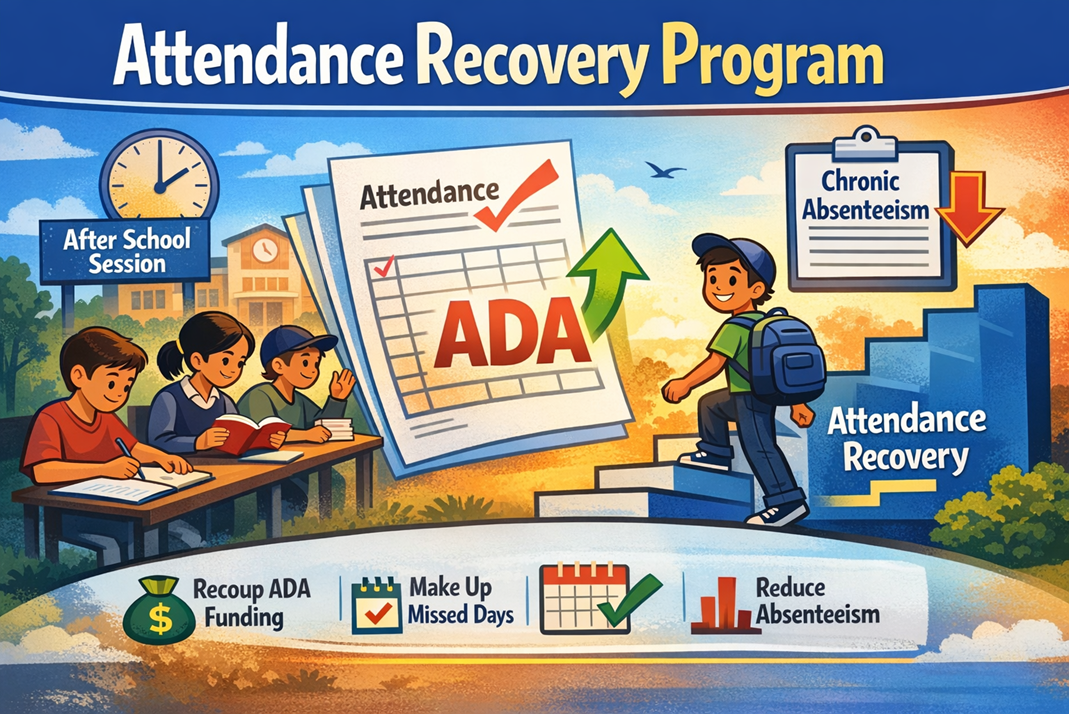 Attendance Recovery Program
After School
Session
Attendance
ADA
Chronic
Absenteeism
Attendance
Recovery
Recoup ADA
Funding
$
Make Up
Missed Days
Reduce
Absenteeism